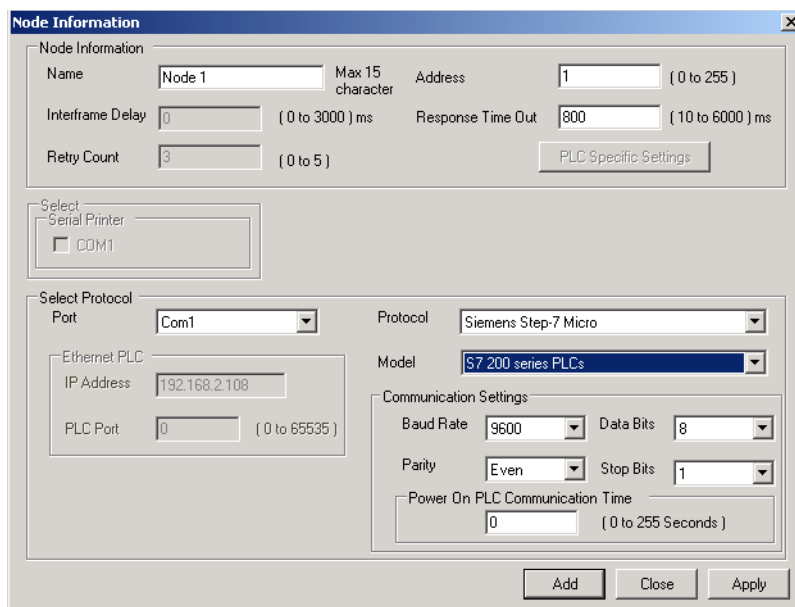 Node Information
Node Information
Name
Node 1
Max 15
character
Address
1
( 0 to 255 )
Interframe Delay
0
( 0 to 3000 ) ms
Response Time Out
800
( 10 to 6000 ) ms
Retry Count
3
( 0 to 5 )
PLC Specific Settings
Select
Serial Printer
COM1
Select Protocol
Port
Com1
Protocol
Siemens Step-7 Micro
Ethernet PLC
IP Address
192.168.2.108
PLC Port
0
( 0 to 65535 )
Model
S7 200 series PLCs
Communication Settings
Baud Rate
9600
Data Bits
8
Parity
Even
Stop Bits
1
Power On PLC Communication Time
0
( 0 to 255 Seconds )
Add
Close
Apply